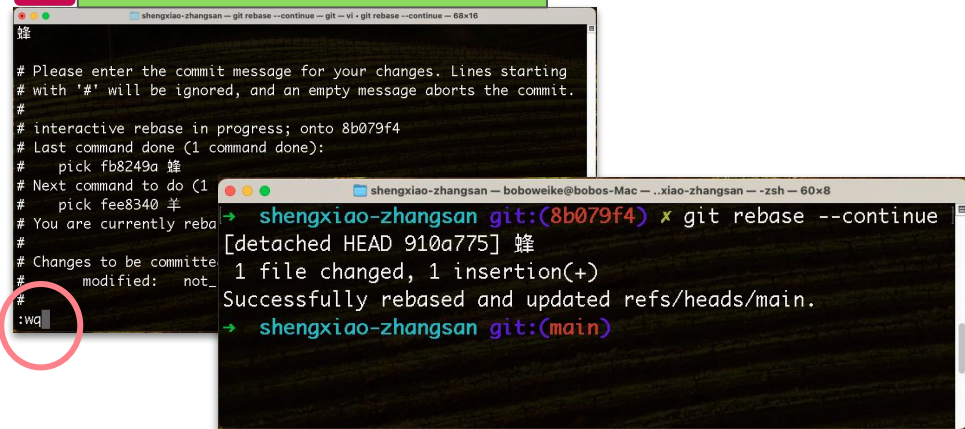 shengxiao-zhangsan — git rebase --continue — git — vi • git rebase --continue — 68×16
蜂
# Please enter the commit message for your changes. Lines starting
# with '#' will be ignored, and an empty message aborts the commit.
#
# interactive rebase in progress; onto 8b079f4
# Last command done (1 command done):
#    pick fb8249a 蜂
# Next command to do (1
#    pick fee8340 羊
# You are currently reba
#
# Changes to be committe
#       modified:   not_
#
:wq
shengxiao-zhangsan — boboweike@bobos-Mac — ..xiao-zhangsan — -zsh — 60×8
→  shengxiao-zhangsan git:(8b079f4) ✗ git rebase --continue
[detached HEAD 910a775] 蜂
 1 file changed, 1 insertion(+)
Successfully rebased and updated refs/heads/main.
→  shengxiao-zhangsan git:(main)